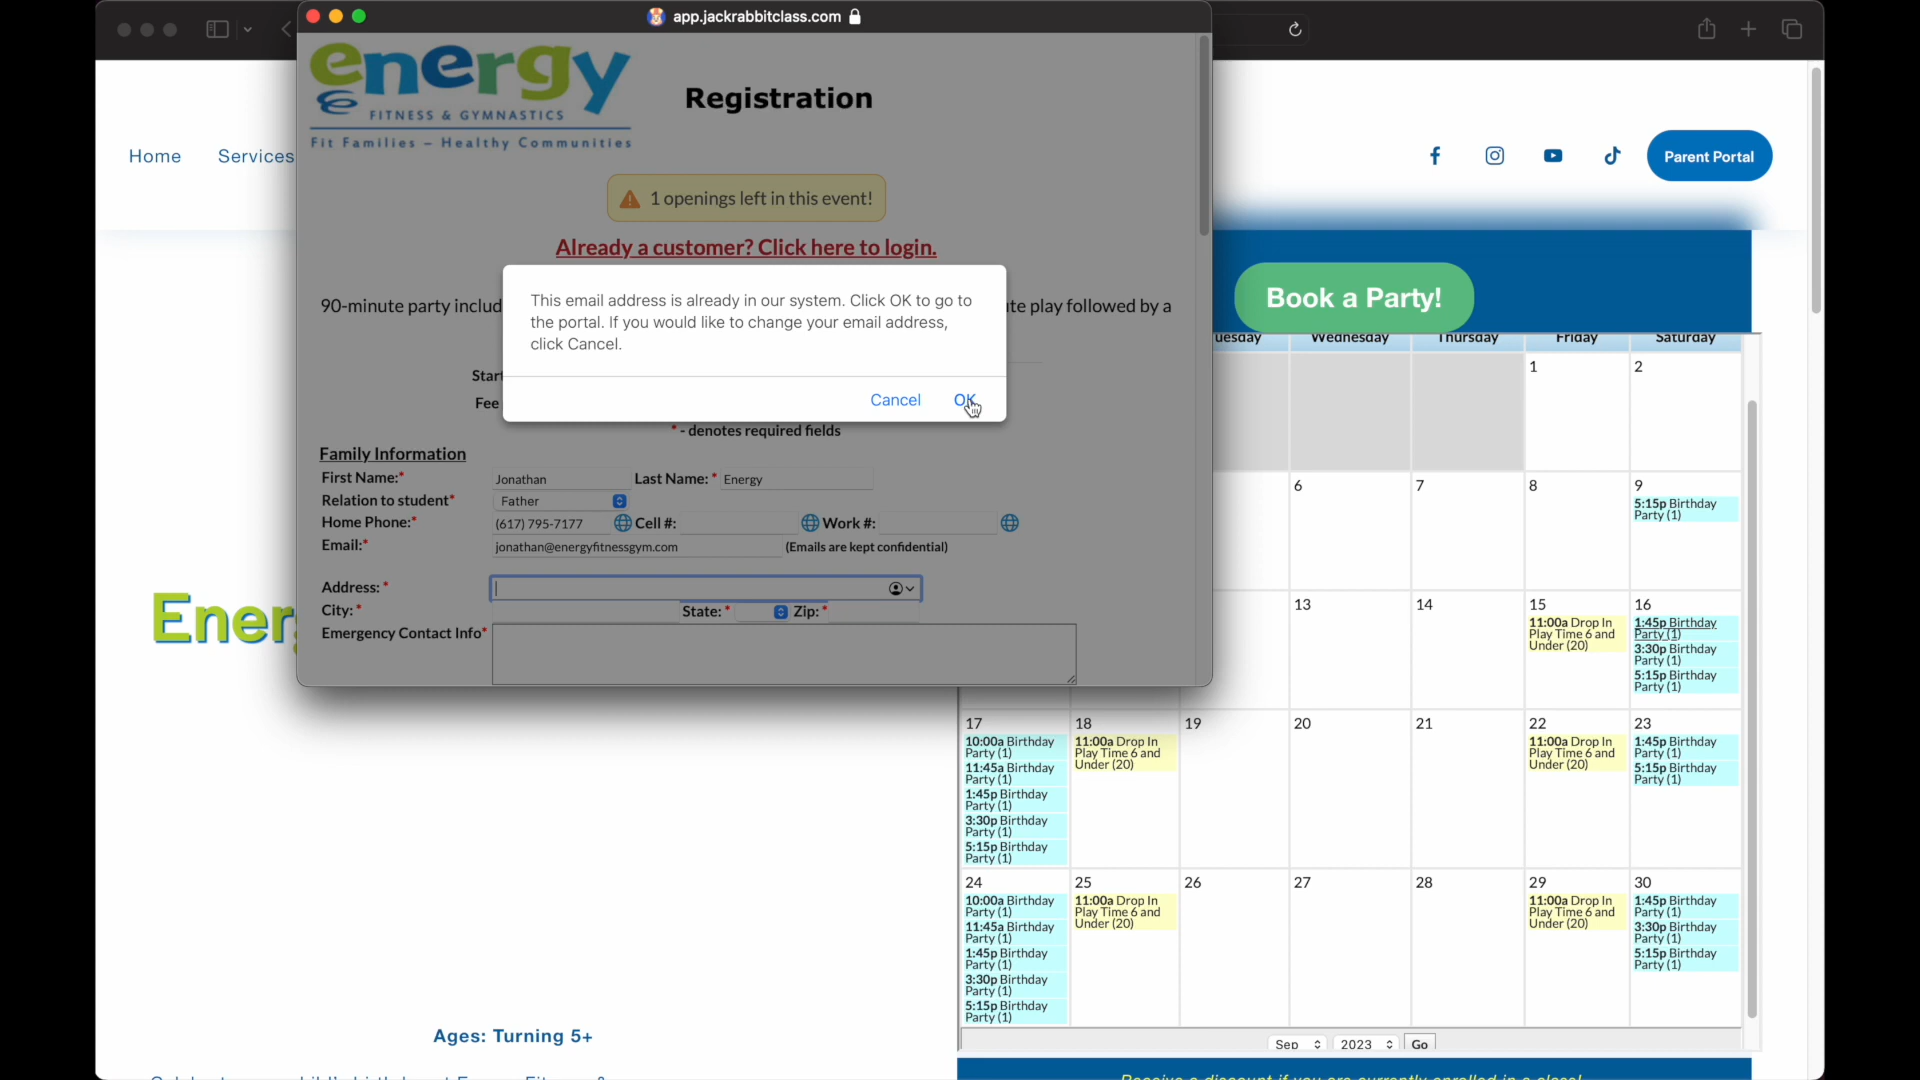 app.jackrabbitclass.com
energy
FITNESS & GYMNASTICS
Fit Families – Healthy Communities
Registration
Home
Services
Parent Portal
1 openings left in this event!
Already a customer? Click here to login.
90-minute party includ
te play followed by a
This email address is already in our system. Click OK to go to
the portal. If you would like to change your email address,
click Cancel.
Cancel
OK
Start
Fee
* - denotes required fields
Family Information
First Name:* Jonathan Last Name: * Energy
Relation to student* Father
Home Phone:* (617) 795-7177 Cell #: Work #:
Email:* jonathan@energyfitnessgym.com (Emails are kept confidential)
Address: *
City: * State: * Zip: *
Emergency Contact Info*
Ener
Ages: Turning 5+
Book a Party!
uesday Wednesday Thursday Friday Saturday
1 2
6 7 8 9
5:15p Birthday
Party (1)
13 14 15 16
11:00a Drop In
Play Time 6 and
Under (20)
1:45p Birthday
Party (1)
3:30p Birthday
Party (1)
5:15p Birthday
Party (1)
17 18 19 20 21 22 23
10:00a Birthday
Party (1)
11:45a Birthday
Party (1)
1:45p Birthday
Party (1)
3:30p Birthday
Party (1)
5:15p Birthday
Party (1)
11:00a Drop In
Play Time 6 and
Under (20)
11:00a Drop In
Play Time 6 and
Under (20)
1:45p Birthday
Party (1)
5:15p Birthday
Party (1)
24 25 26 27 28 29 30
10:00a Birthday
Party (1)
11:45a Birthday
Party (1)
1:45p Birthday
Party (1)
3:30p Birthday
Party (1)
5:15p Birthday
Party (1)
11:00a Drop In
Play Time 6 and
Under (20)
11:00a Drop In
Play Time 6 and
Under (20)
1:45p Birthday
Party (1)
3:30p Birthday
Party (1)
5:15p Birthday
Party (1)
Sep 2023 Go
Receive a discount if you are currently enrolled in a class!